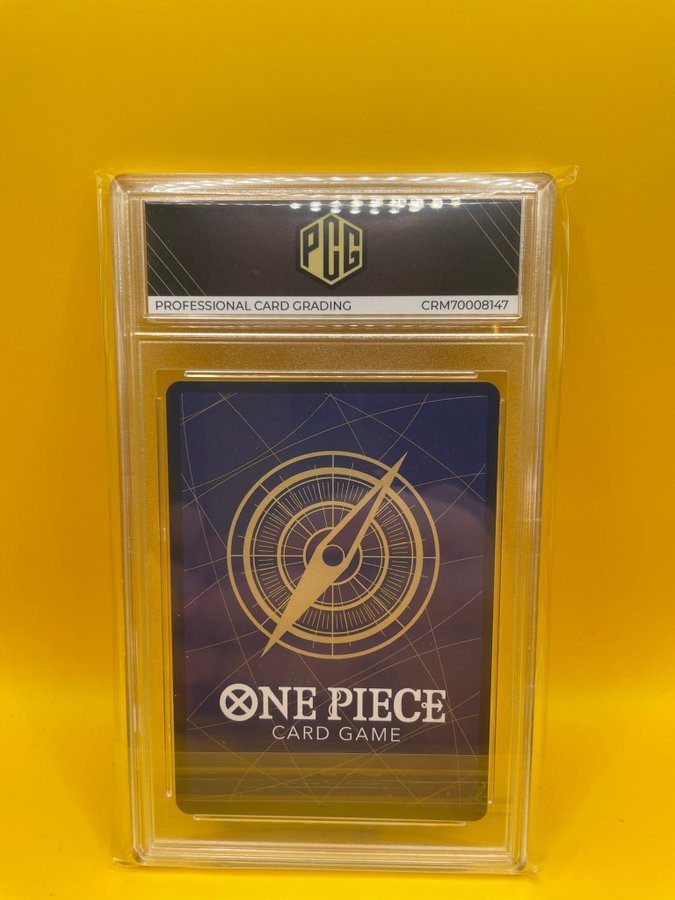 PCG
PROFESSIONAL CARD GRADING CRM70008147
ONE PIECE
CARD GAME